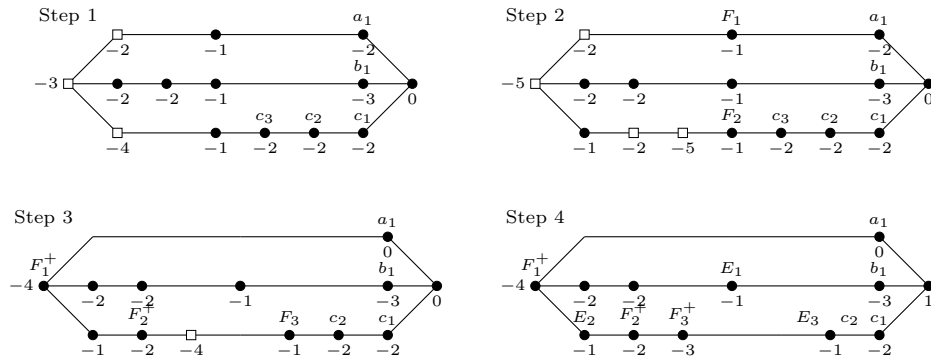 Step 1
a₁
−2 −1 −2
b₁
−3 −2 −2 −1 −3 0
c₃ c₂ c₁
−4 −1 −2 −2 −2
Step 2
F₁ a₁
−2 −1 −2
b₁
−5 −2 −2 −1 −3 0
F₂ c₃ c₂ c₁
−1 −2 −5 −1 −2 −2 −2
Step 3
a₁
0
F₁⁺ b₁
−4 −2 −2 −1 −3 0
F₂⁺ F₃ c₂ c₁
−1 −2 −4 −1 −2 −2
Step 4
a₁
0
F₁⁺ E₁ b₁
−4 −2 −2 −1 −3 1
E₂ F₂⁺ F₃⁺ E₃ c₂ c₁
−1 −2 −3 −1 −2